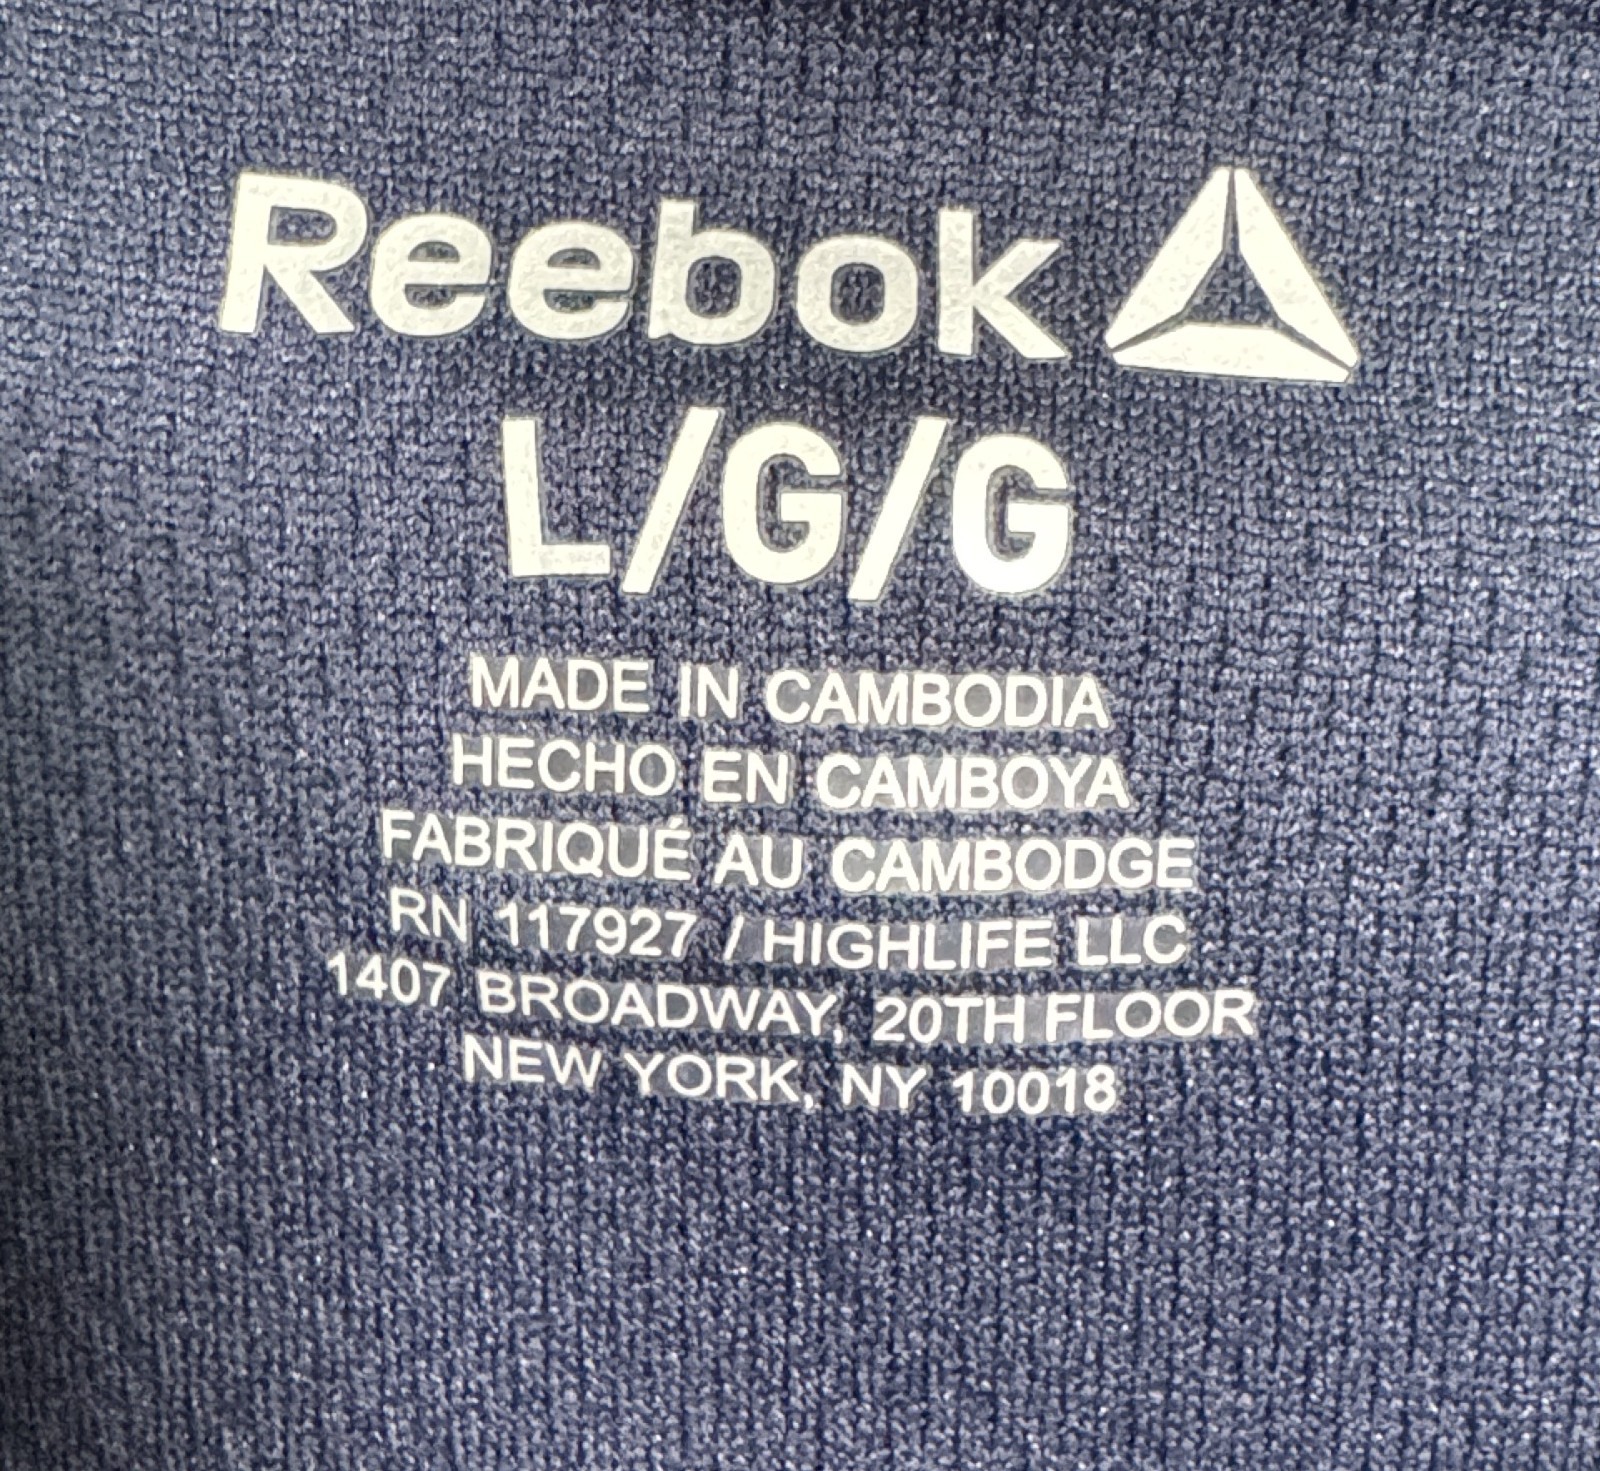 Reebok
L/G/G
MADE IN CAMBODIA
HECHO EN CAMBOYA
FABRIQUÉ AU CAMBODGE
RN 117927 / HIGHLIFE LLC
1407 BROADWAY, 20TH FLOOR
NEW YORK, NY 10018